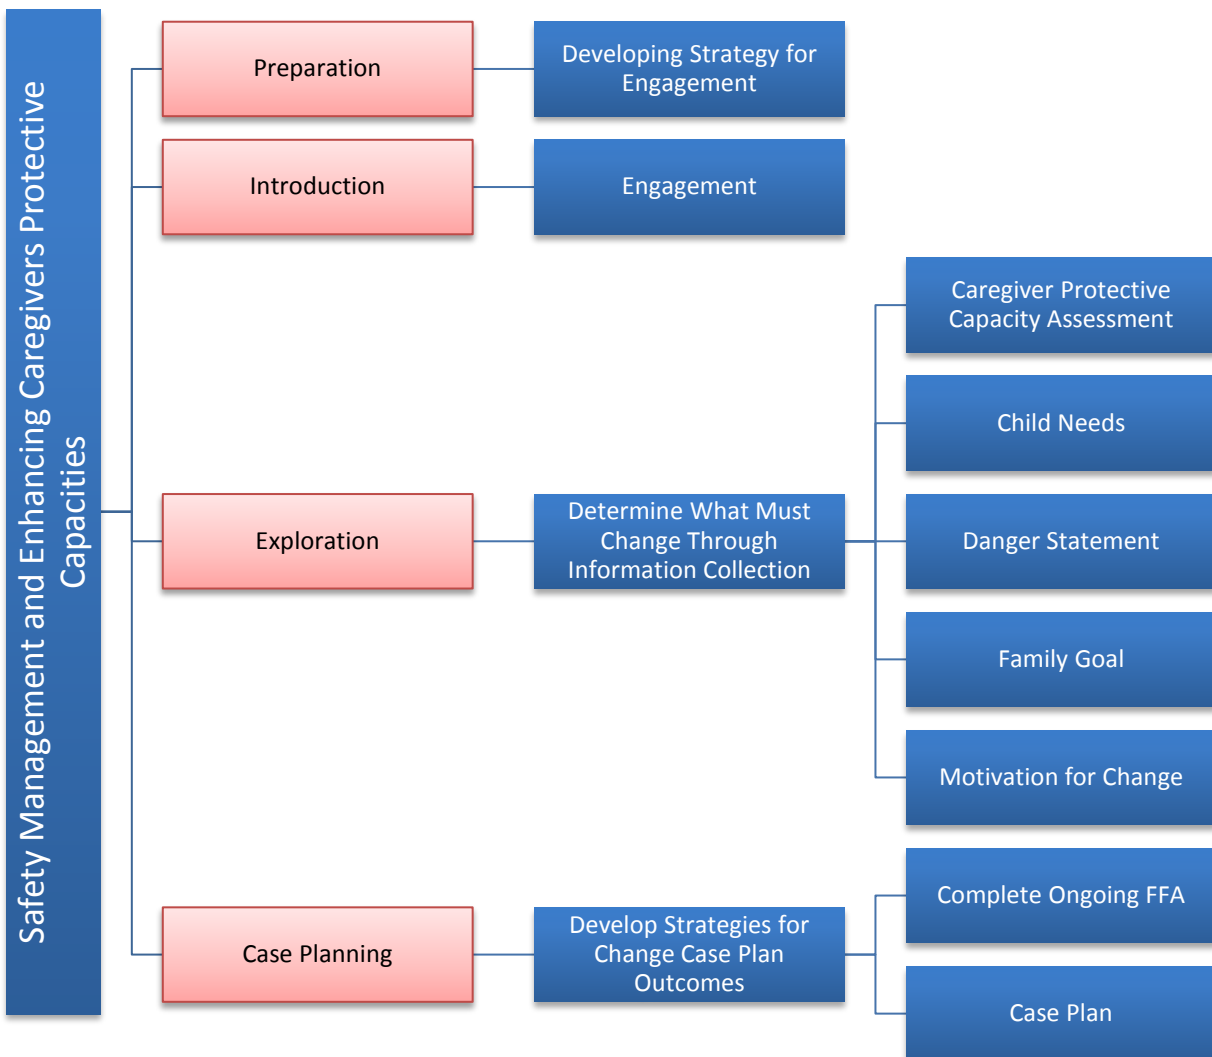 Safety Management and Enhancing Caregivers Protective
Capacities
Preparation
Developing Strategy for
Engagement
Introduction
Engagement
Exploration
Determine What Must
Change Through
Information Collection
Caregiver Protective
Capacity Assessment
Child Needs
Danger Statement
Family Goal
Motivation for Change
Case Planning
Develop Strategies for
Change Case Plan
Outcomes
Complete Ongoing FFA
Case Plan